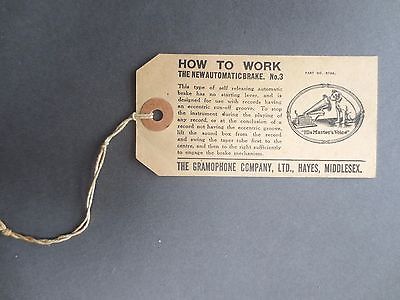 HOW TO WORK
THE NEW AUTOMATIC BRAKE. No. 3
PART NO.
This type of self releasing automatic
brake has no starting lever, and is
designed for use with records having
an eccentric run-off groove. To stop
the instrument during the playing of
any record, or at the conclusion of a
record not having the eccentric groove,
lift the sound box from the record
and swing the taper tube first to the
centre, and then to the right sufficiently
to engage the brake mechanism.
"His Master's Voice"
THE GRAMOPHONE COMPANY, LTD., HAYES, MIDDLESEX.